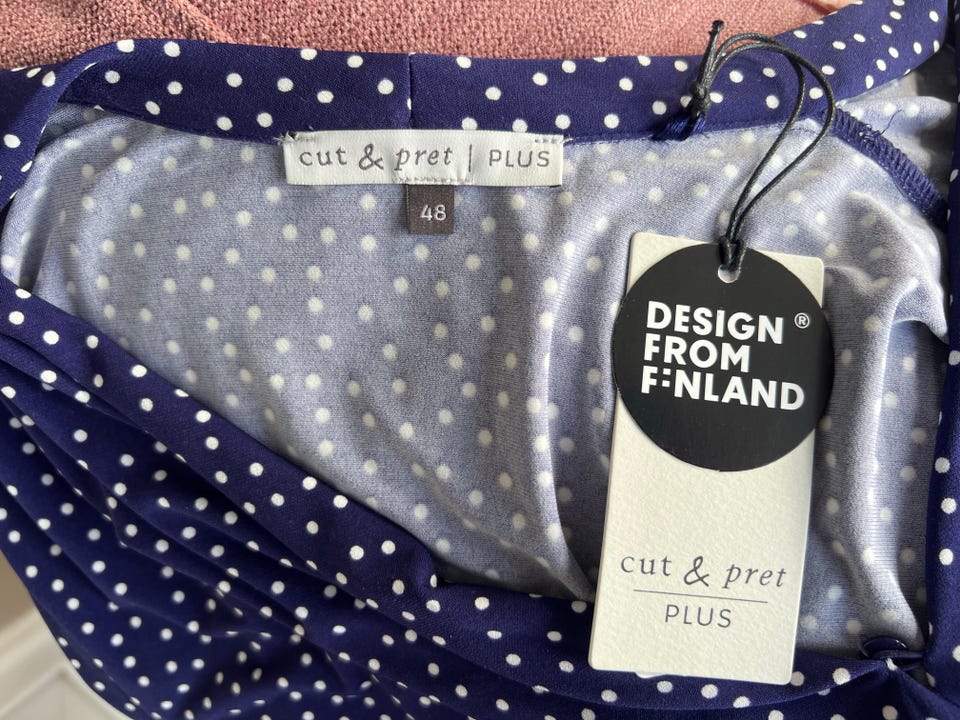 cut & pret | PLUS
48
DESIGN ®
FROM
F:NLAND
cut & pret
PLUS